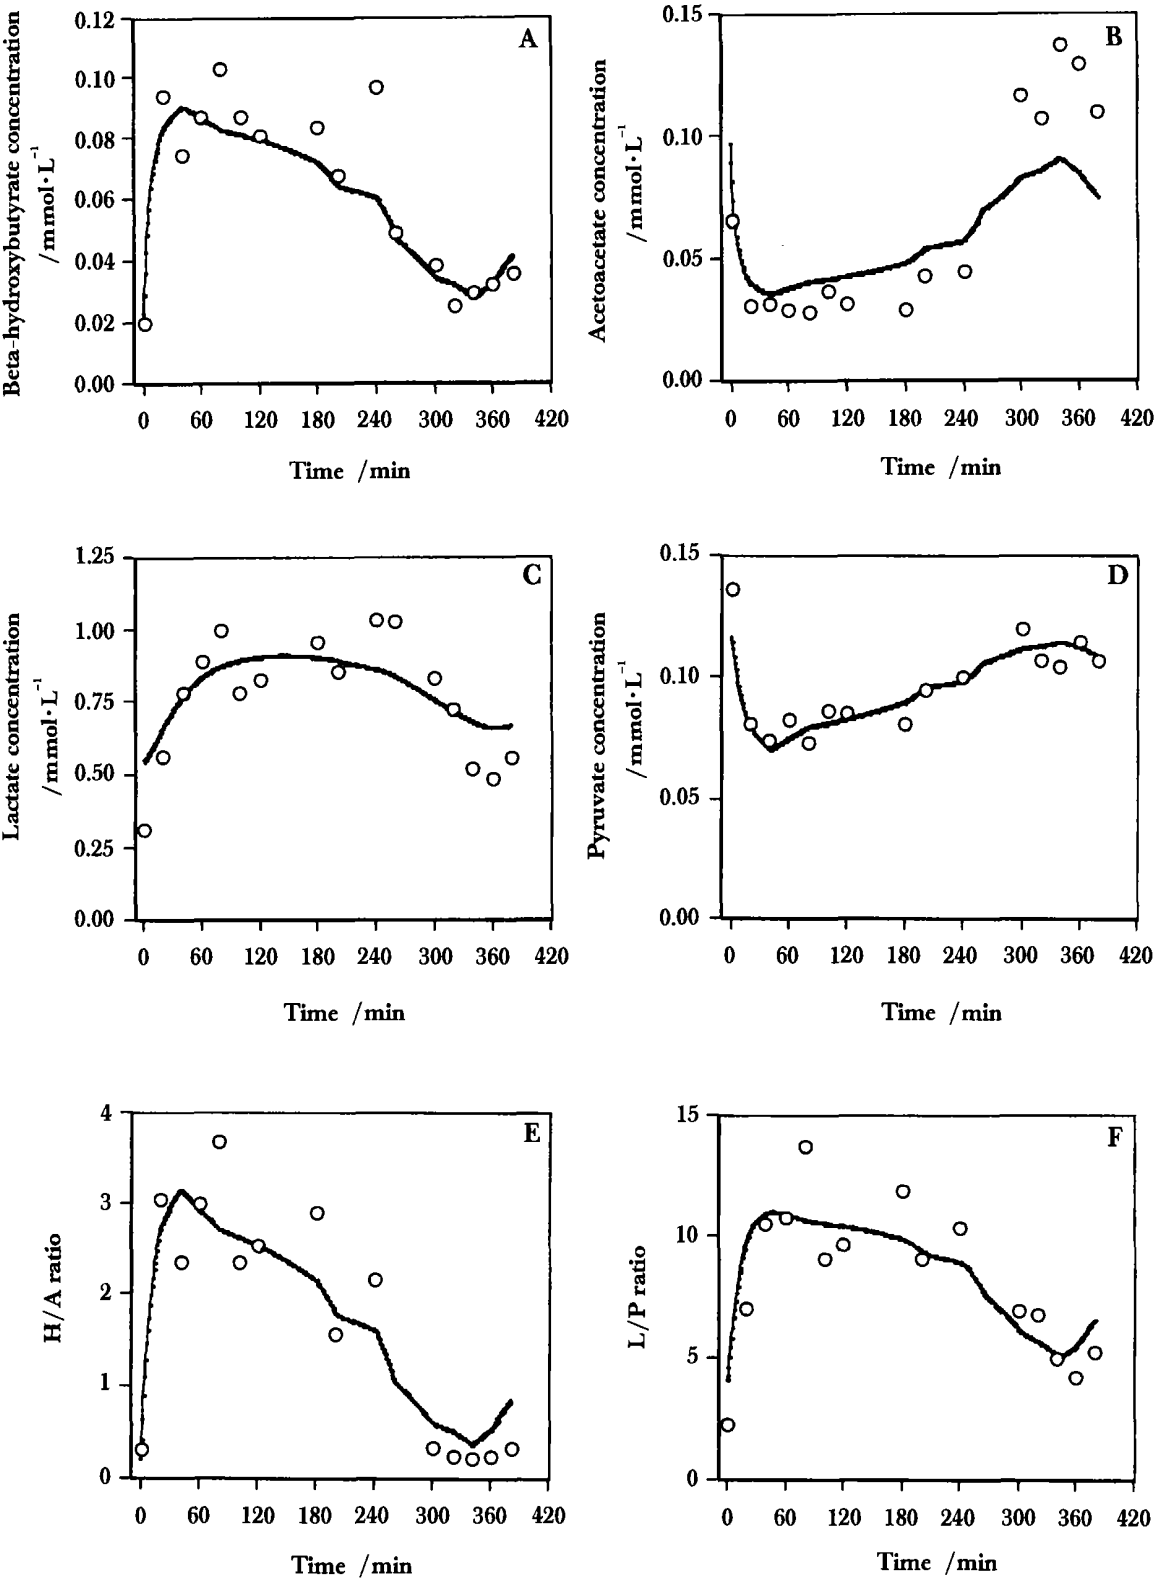 Beta-hydroxybutyrate concentration
/mmol·L⁻¹
0.12
0.10
0.08
0.06
0.04
0.02
0.00
A
0 60 120 180 240 300 360 420
Time /min
Acetoacetate concentration
/mmol·L⁻¹
0.15
0.10
0.05
0.00
B
0 60 120 180 240 300 360 420
Time /min
Lactate concentration
/mmol·L⁻¹
1.25
1.00
0.75
0.50
0.25
0.00
C
0 60 120 180 240 300 360 420
Time /min
Pyruvate concentration
/mmol·L⁻¹
0.15
0.10
0.05
0.00
D
0 60 120 180 240 300 360 420
Time /min
H/A ratio
4
3
2
1
0
E
0 60 120 180 240 300 360 420
Time /min
L/P ratio
15
10
5
0
F
0 60 120 180 240 300 360 420
Time /min